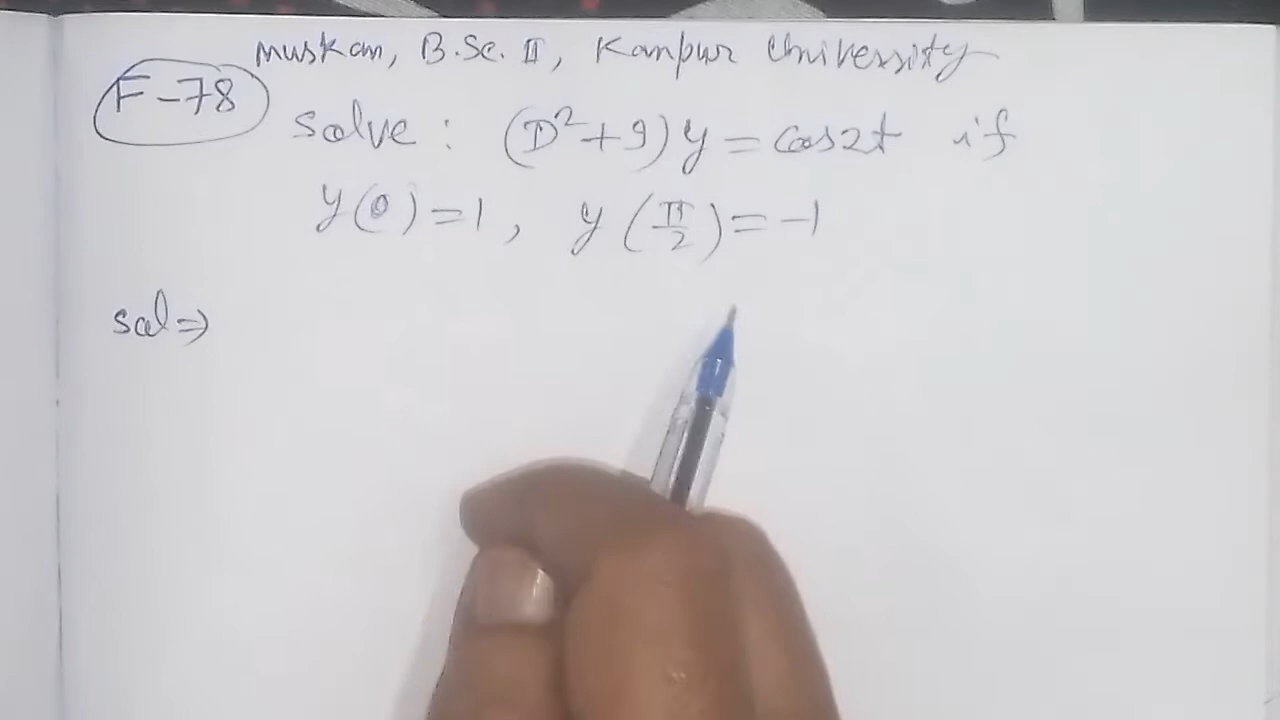 Muskan, B.Sc. II, Kanpur University
F-78
Solve : (D²+9)y = cos2t if
y(0)=1, y(π/2)=-1
Sol⇒